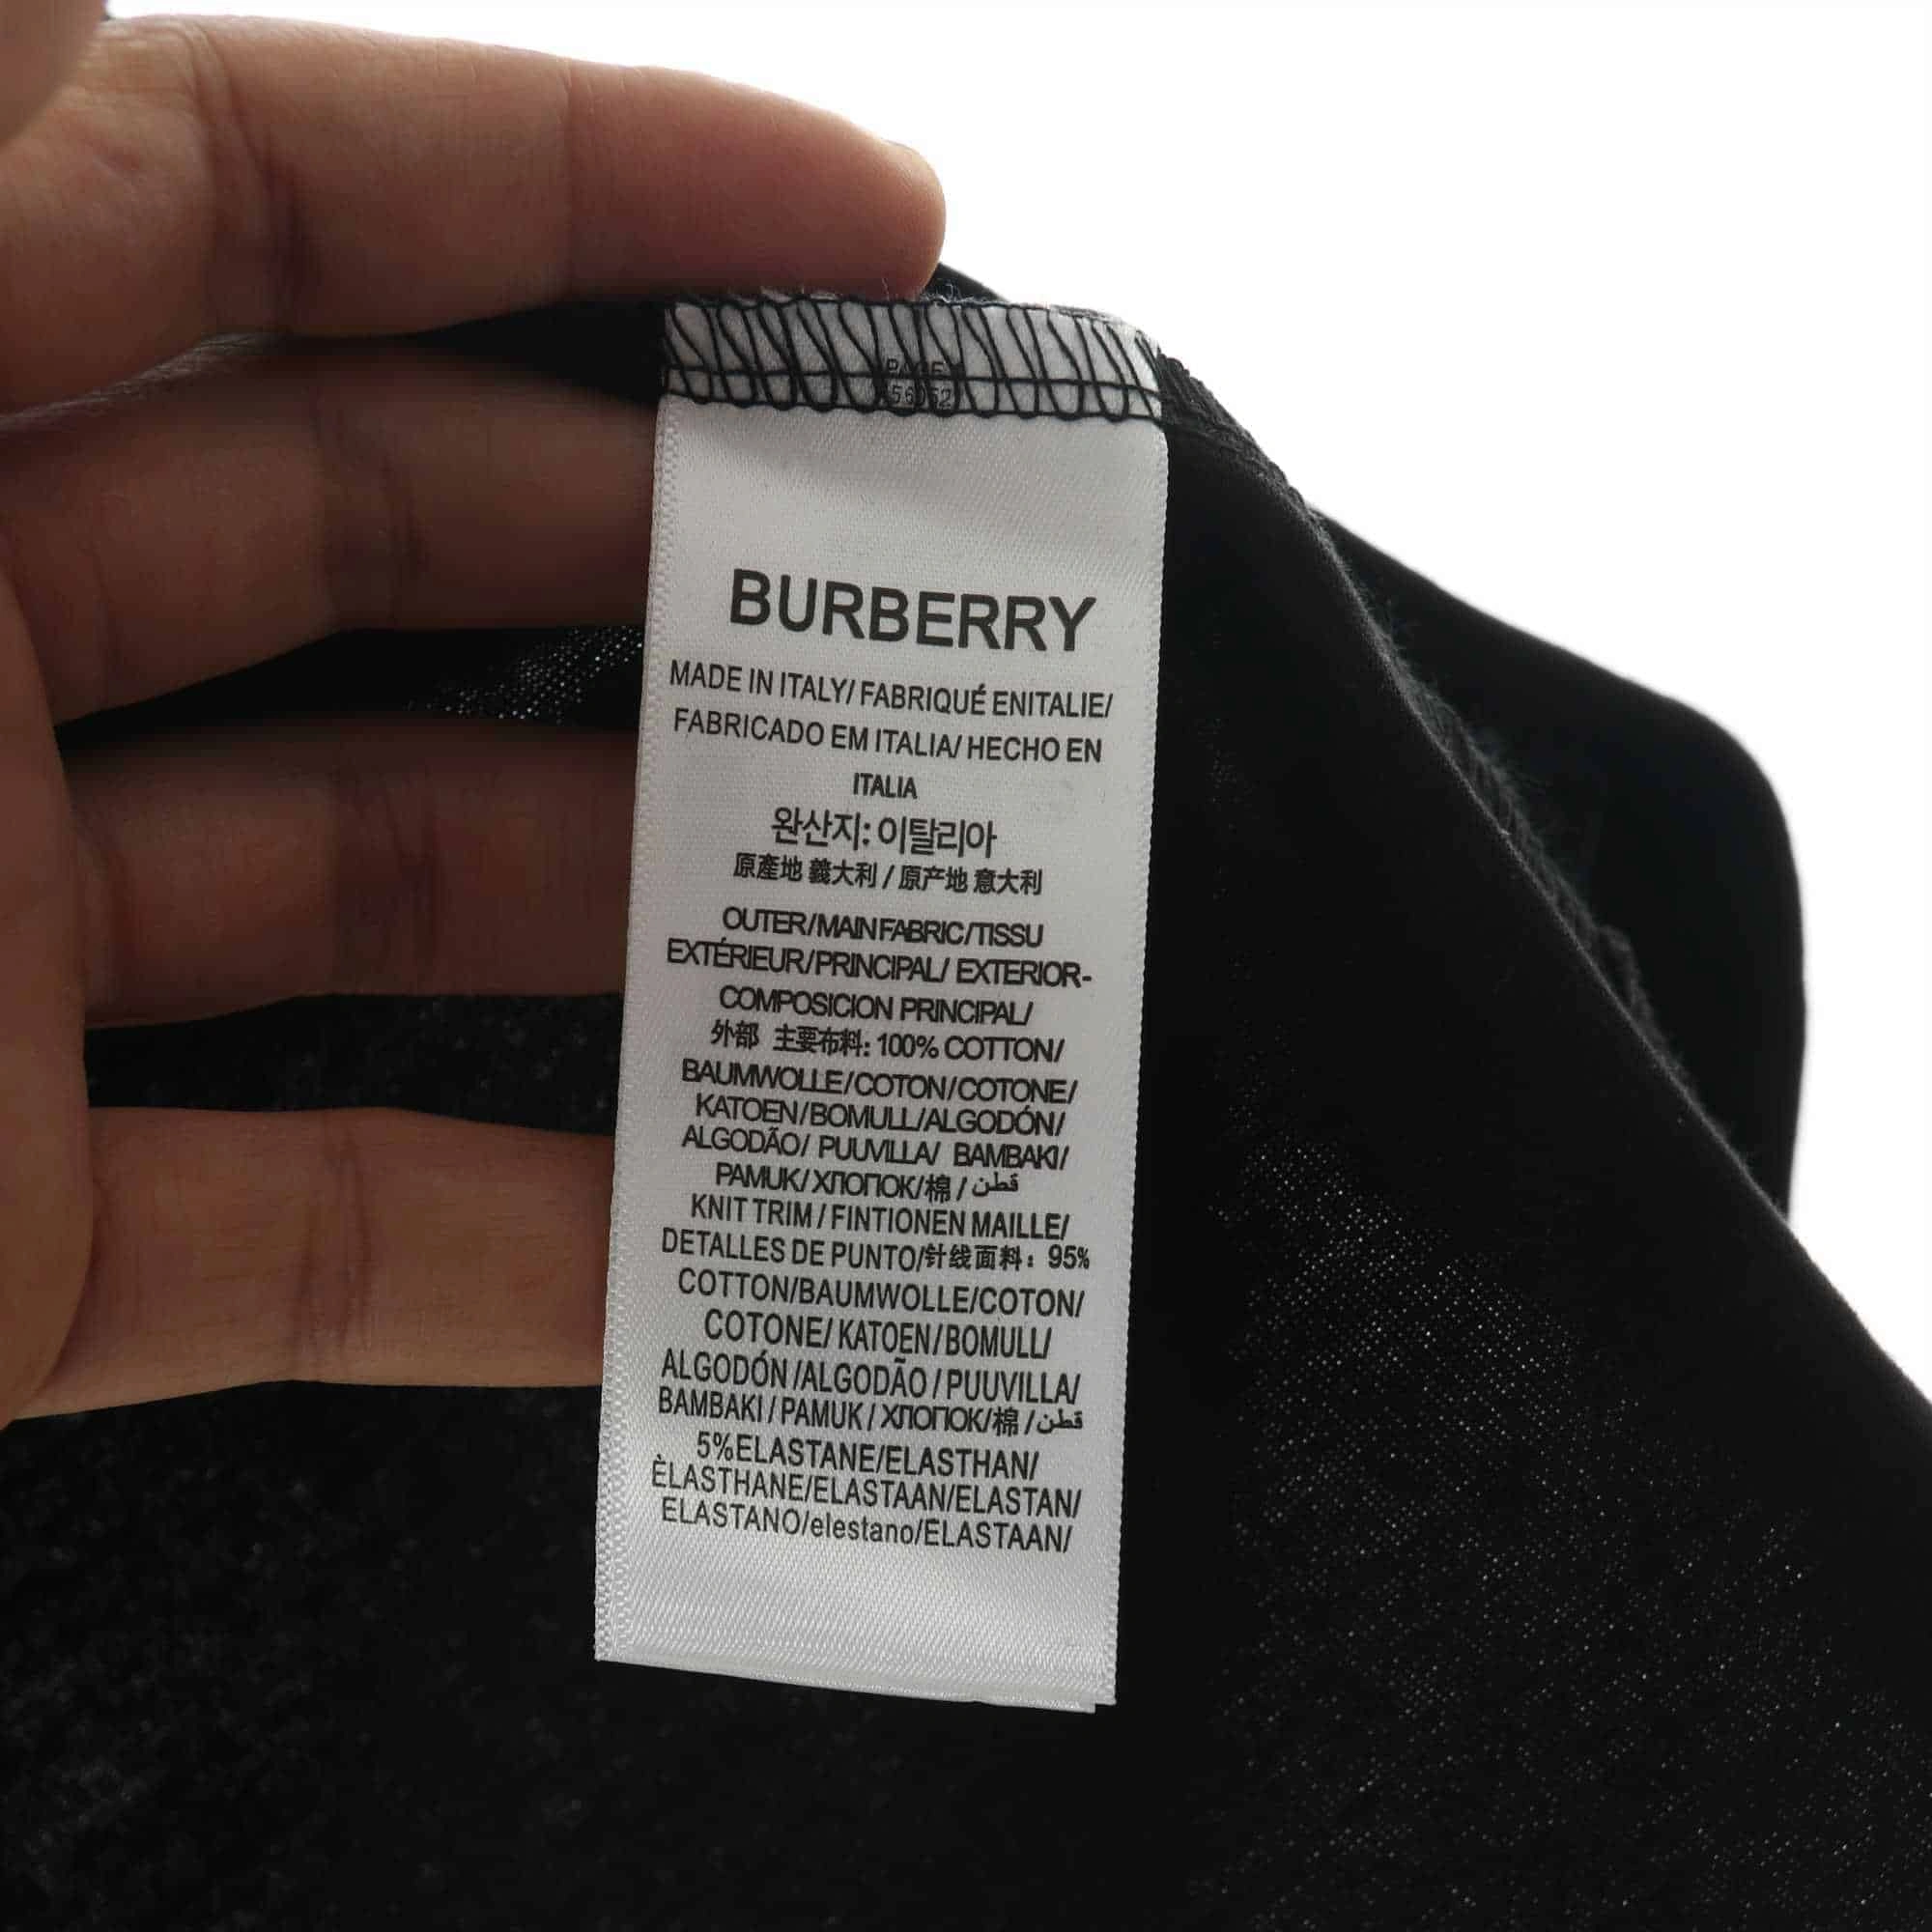 PAGE
BURBERRY
MADE IN ITALY/ FABRIQUÉ ENITALIE/
FABRICADO EM ITALIA/ HECHO EN
ITALIA
완산지: 이탈리아
原產地 義大利 / 原产地 意大利
OUTER/MAIN FABRIC/TISSU
EXTÉRIEUR/PRINCIPAL/ EXTERIOR-
COMPOSICION PRINCIPAL/
外部 主要布料: 100% COTTON/
BAUMWOLLE/COTON/COTONE/
KATOEN/BOMULL/ALGODÓN/
ALGODÃO/ PUUVILLA/ BAMBAKI/
PAMUK/ ХПОПОК/棉 / قطن
KNIT TRIM / FINTIONEN MAILLE/
DETALLES DE PUNTO/针线面料: 95%
COTTON/BAUMWOLLE/COTON/
COTONE/ KATOEN/BOMULL/
ALGODÓN /ALGODÃO / PUUVILLA/
BAMBAKI / PAMUK / ХПОПОК/棉 / قطن
5%ELASTANE/ELASTHAN/
ÈLASTHANE/ELASTAAN/ELASTAN/
ELASTANO/elestano/ELASTAAN/